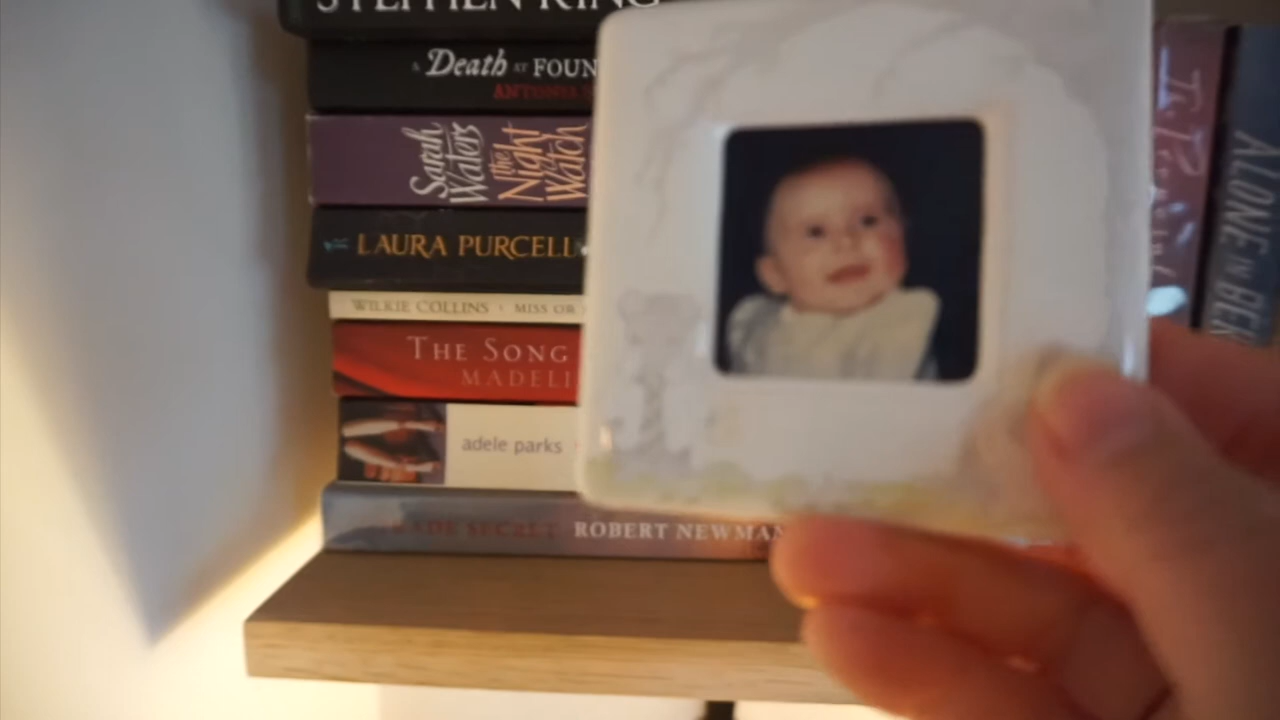 STEPHEN KING
A Death AT FOUN
ANTONIA
Sarah
Waters
the
Night
Watch
LAURA PURCELL
WILKIE COLLINS · MISS OR
THE SONG
MADELI
adele parks
SECRET ROBERT NEWMAN
ALONE IN BER